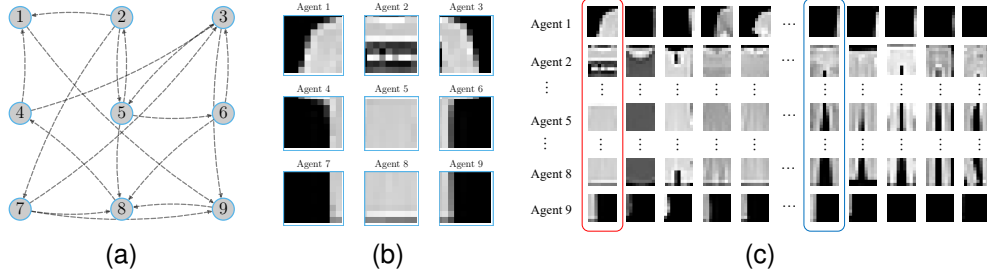 1 2 3
4 5 6
7 8 9
(a)
Agent 1 Agent 2 Agent 3
Agent 4 Agent 5 Agent 6
Agent 7 Agent 8 Agent 9
(b)
Agent 1 ...
Agent 2 ...
⋮ ⋮ ⋮ ⋮ ⋮ ⋮ ⋮ ⋮ ⋮ ⋮ ⋮
Agent 5 ...
⋮ ⋮ ⋮ ⋮ ⋮ ⋮ ⋮ ⋮ ⋮ ⋮ ⋮
Agent 8 ...
Agent 9 ...
(c)